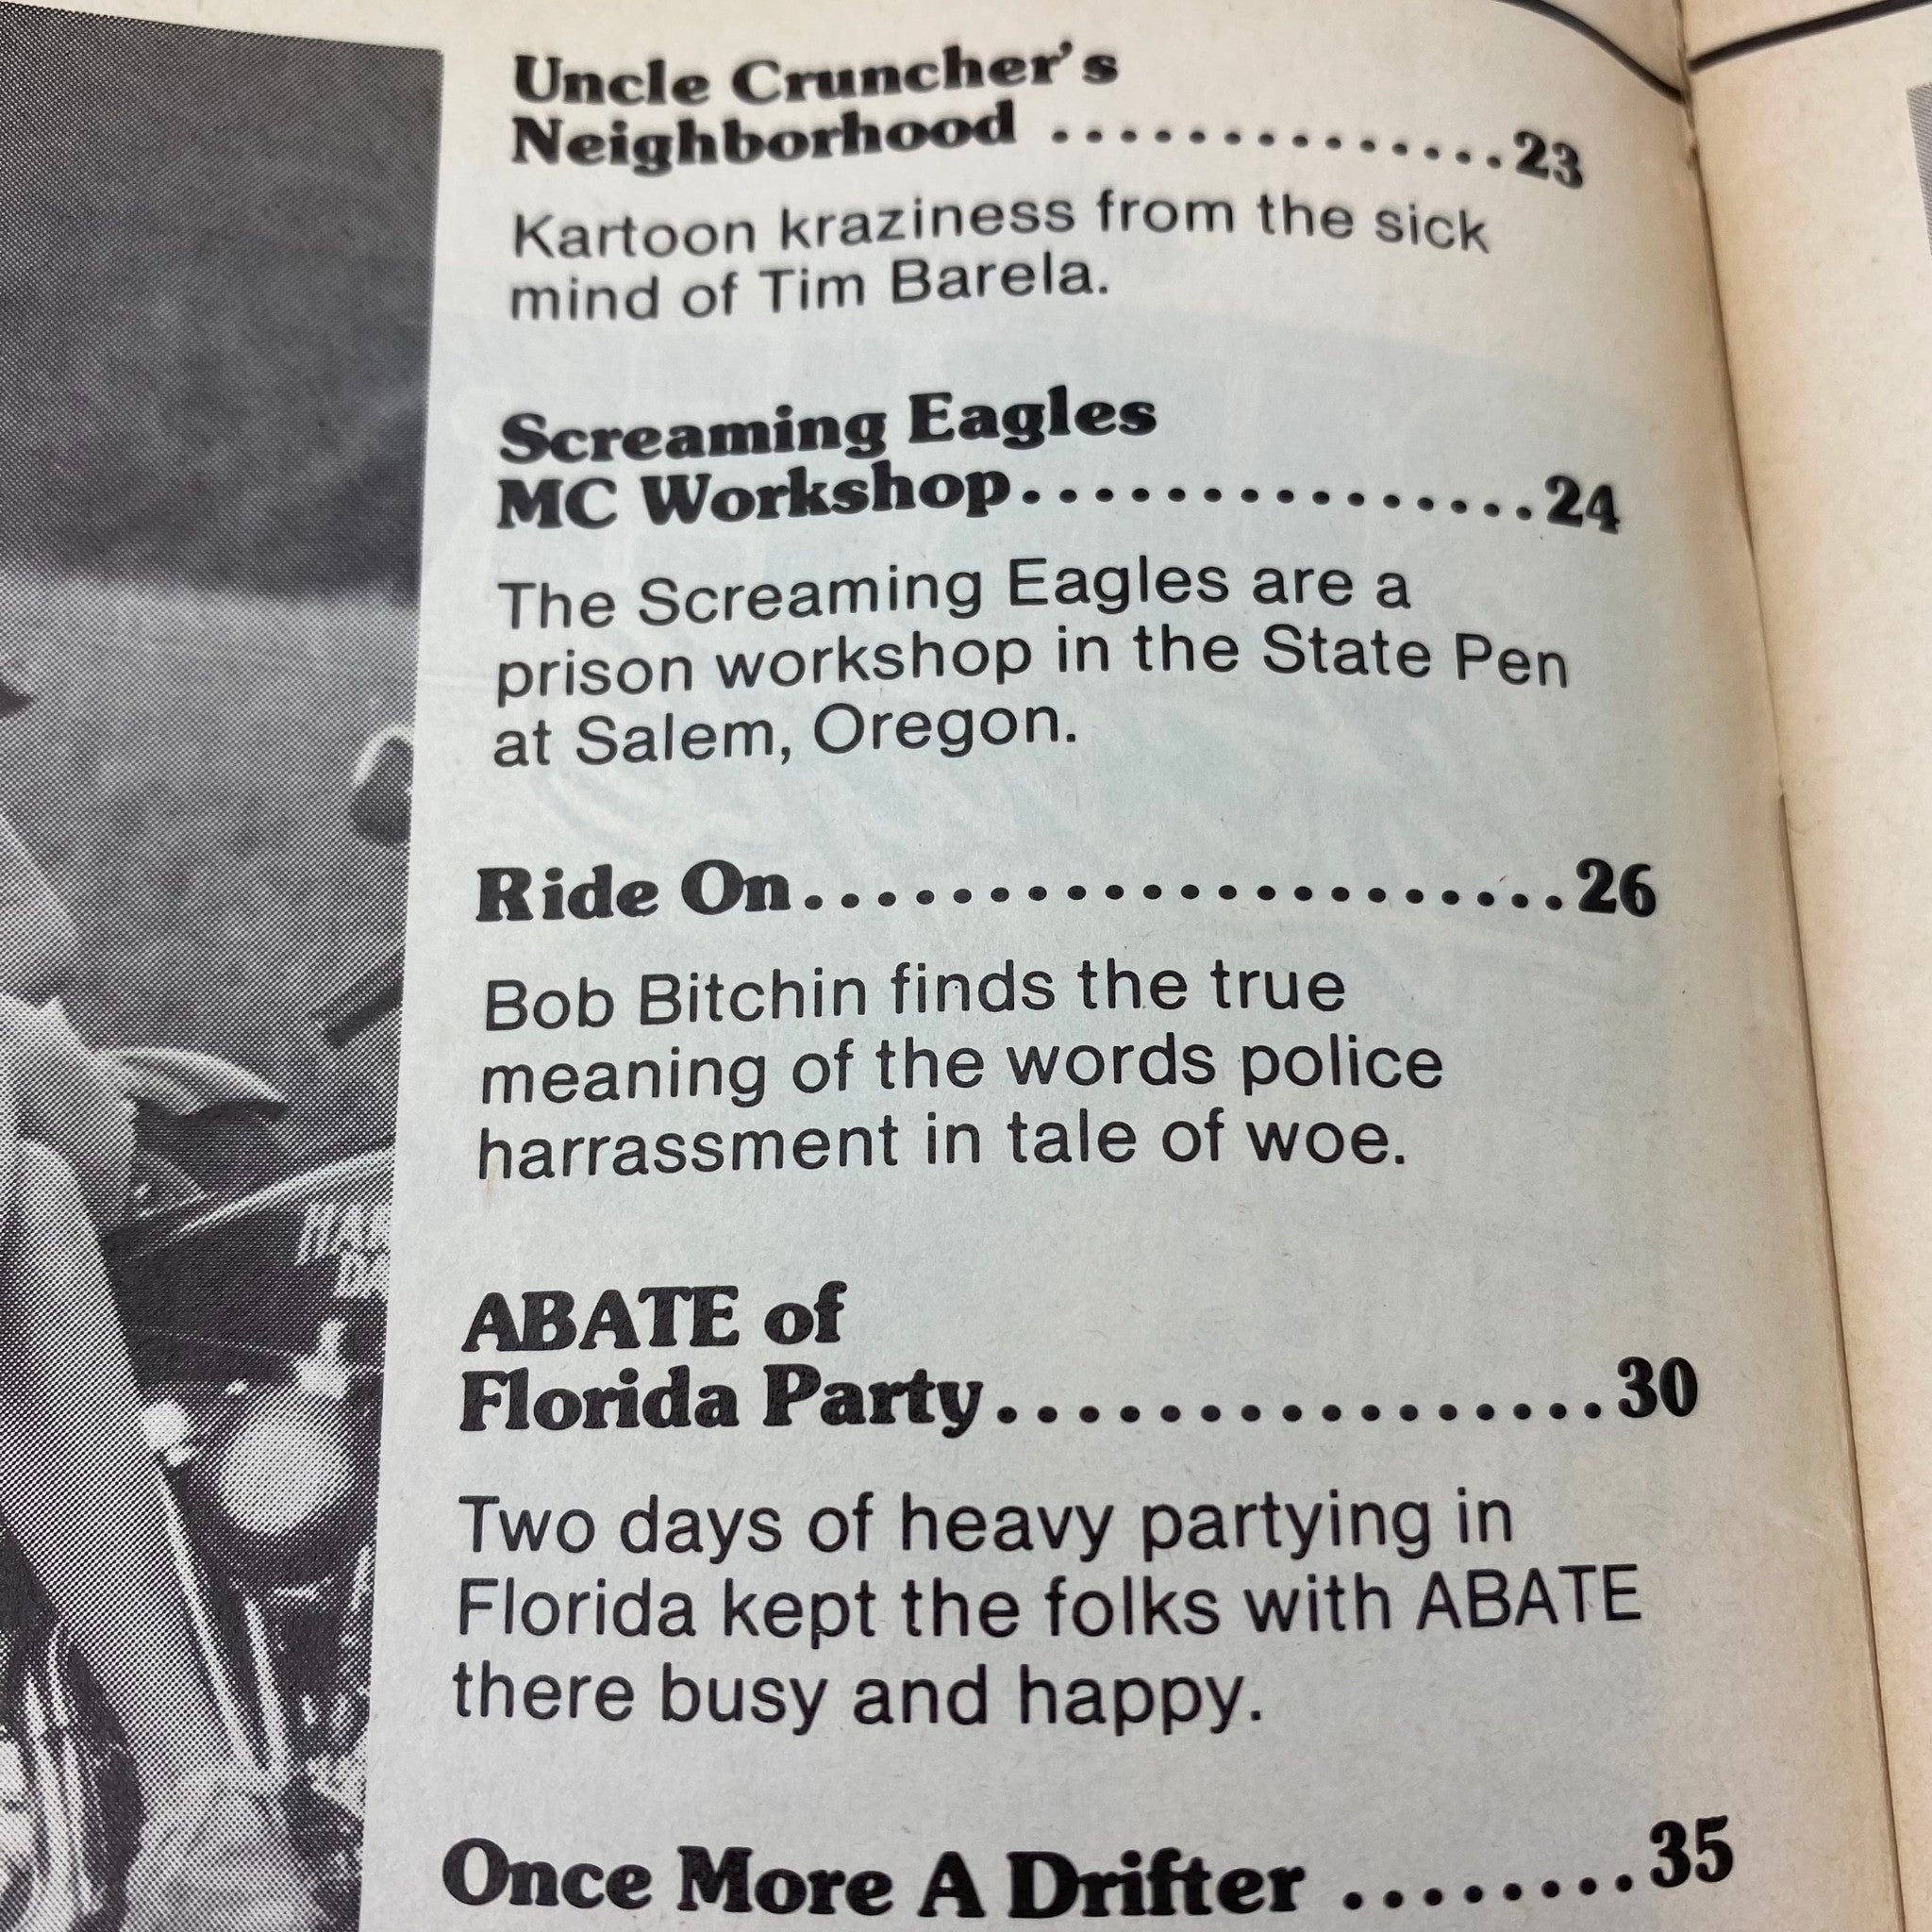 Uncle Cruncher's
Neighborhood ..............23
Kartoon kraziness from the sick
mind of Tim Barela.
Screaming Eagles
MC Workshop..............24
The Screaming Eagles are a
prison workshop in the State Pen
at Salem, Oregon.
Ride On.....................26
Bob Bitchin finds the true
meaning of the words police
harrassment in tale of woe.
ABATE of
Florida Party................30
Two days of heavy partying in
Florida kept the folks with ABATE
there busy and happy.
Once More A Drifter ........35